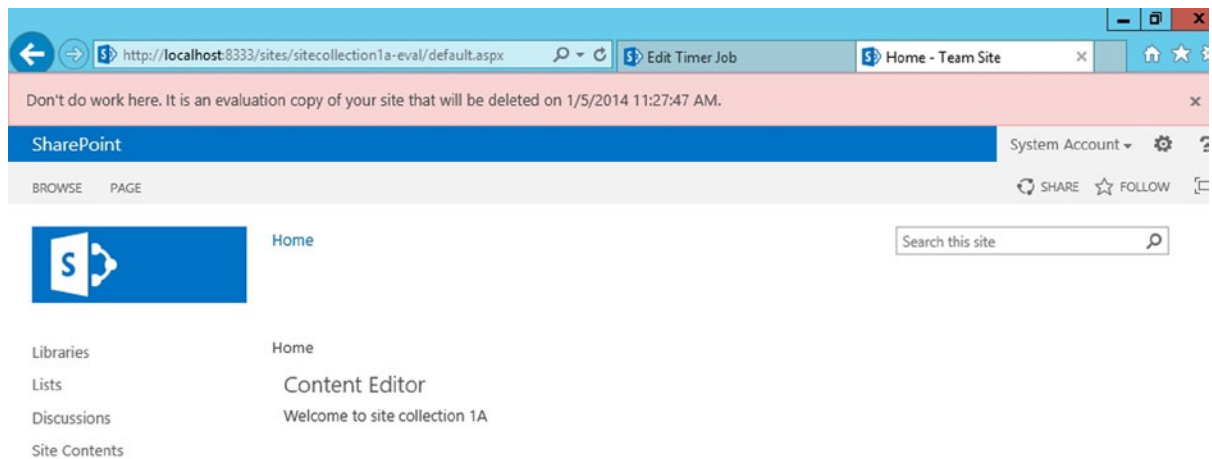 http://localhost:8333/sites/sitecollection1a-eval/default.aspx
Edit Timer Job
Home - Team Site
Don't do work here. It is an evaluation copy of your site that will be deleted on 1/5/2014 11:27:47 AM.
SharePoint
System Account
?
BROWSE PAGE
SHARE FOLLOW
S
Home
Search this site
Libraries
Home
Lists
Content Editor
Discussions
Welcome to site collection 1A
Site Contents